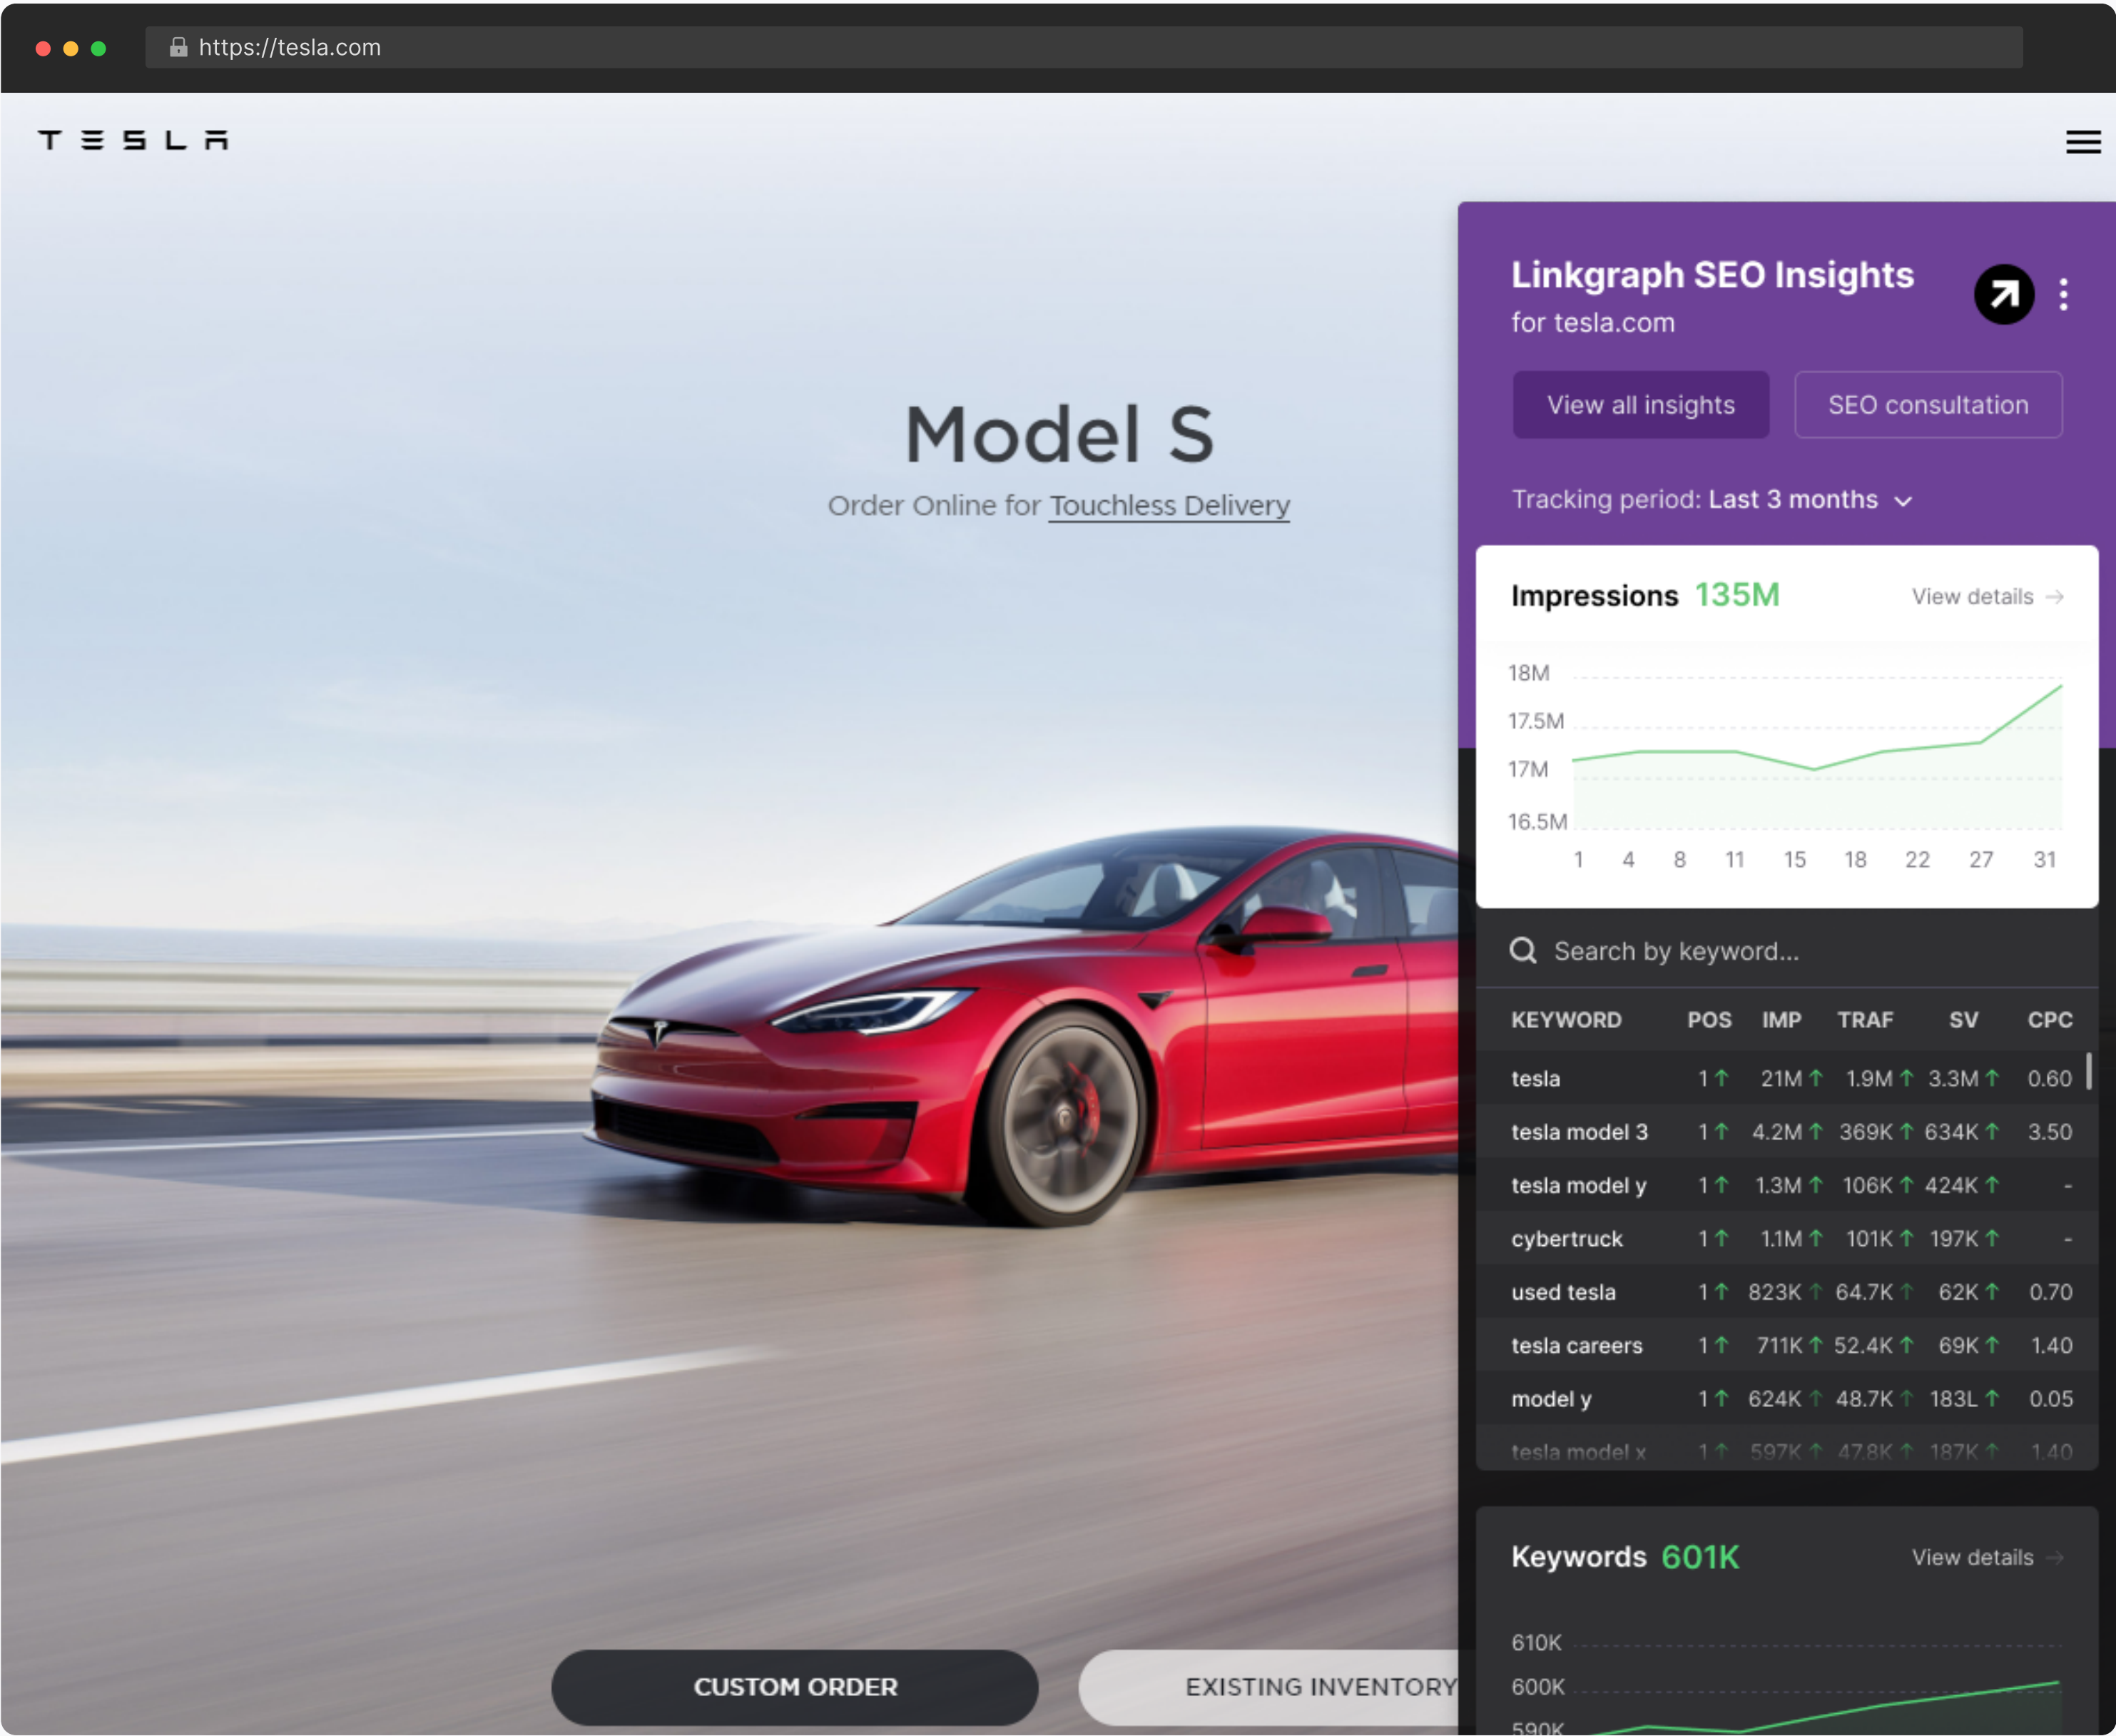 https://tesla.com
TESLA
Linkgraph SEO Insights
for tesla.com
View all insights
SEO consultation
Model S
Order Online for Touchless Delivery
Tracking period: Last 3 months
Impressions 135M View details →
18M
17.5M
17M
16.5M
1 4 8 11 15 18 22 27 31
Search by keyword...
KEYWORD POS IMP TRAF SV CPC
tesla 1↑ 21M↑ 1.9M↑ 3.3M↑ 0.60
tesla model 3 1↑ 4.2M↑ 369K↑ 634K↑ 3.50
tesla model y 1↑ 1.3M↑ 106K↑ 424K↑ -
cybertruck 1↑ 1.1M↑ 101K↑ 197K↑ -
used tesla 1↑ 823K↑ 64.7K↑ 62K↑ 0.70
tesla careers 1↑ 711K↑ 52.4K↑ 69K↑ 1.40
model y 1↑ 624K↑ 48.7K↑ 183L↑ 0.05
tesla model x 1↑ 597K↑ 47.8K↑ 187K↑ 1.40
Keywords 601K View details →
610K
600K
590K
CUSTOM ORDER
EXISTING INVENTORY